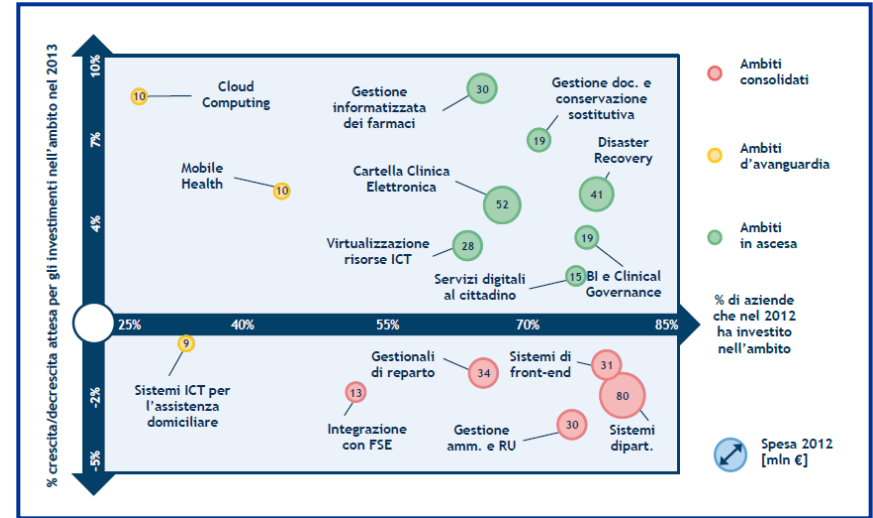 % crescita/decrescita attesa per gli investimenti nell'ambito nel 2013
10%
7%
4%
-2%
-5%
10
Cloud
Computing
Gestione
informatizzata
dei farmaci
30
Gestione doc. e
conservazione
sostitutiva
19
Mobile
Health
10
Cartella Clinica
Elettronica
52
Disaster
Recovery
41
Virtualizzazione
risorse ICT
28
19
Servizi digitali
al cittadino
15
BI e Clinical
Governance
25%
40%
55%
70%
85%
% di aziende
che nel 2012
ha investito
nell'ambito
9
Sistemi ICT per
l'assistenza
domiciliare
13
Integrazione
con FSE
Gestionali
di reparto
34
Sistemi di
front-end
31
80
Sistemi
dipart.
Gestione
amm. e RU
30
Ambiti
consolidati
Ambiti
d'avanguardia
Ambiti
in ascesa
Spesa 2012
[mln €]